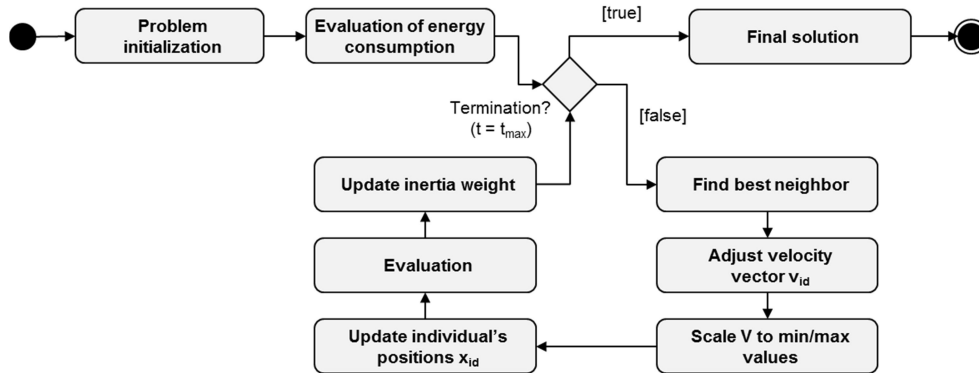 Problem
initialization
Evaluation of energy
consumption
[true]
Final solution
Termination?
(t = tmax)
[false]
Update inertia weight
Find best neighbor
Evaluation
Adjust velocity
vector vid
Update individual's
positions xid
Scale V to min/max
values